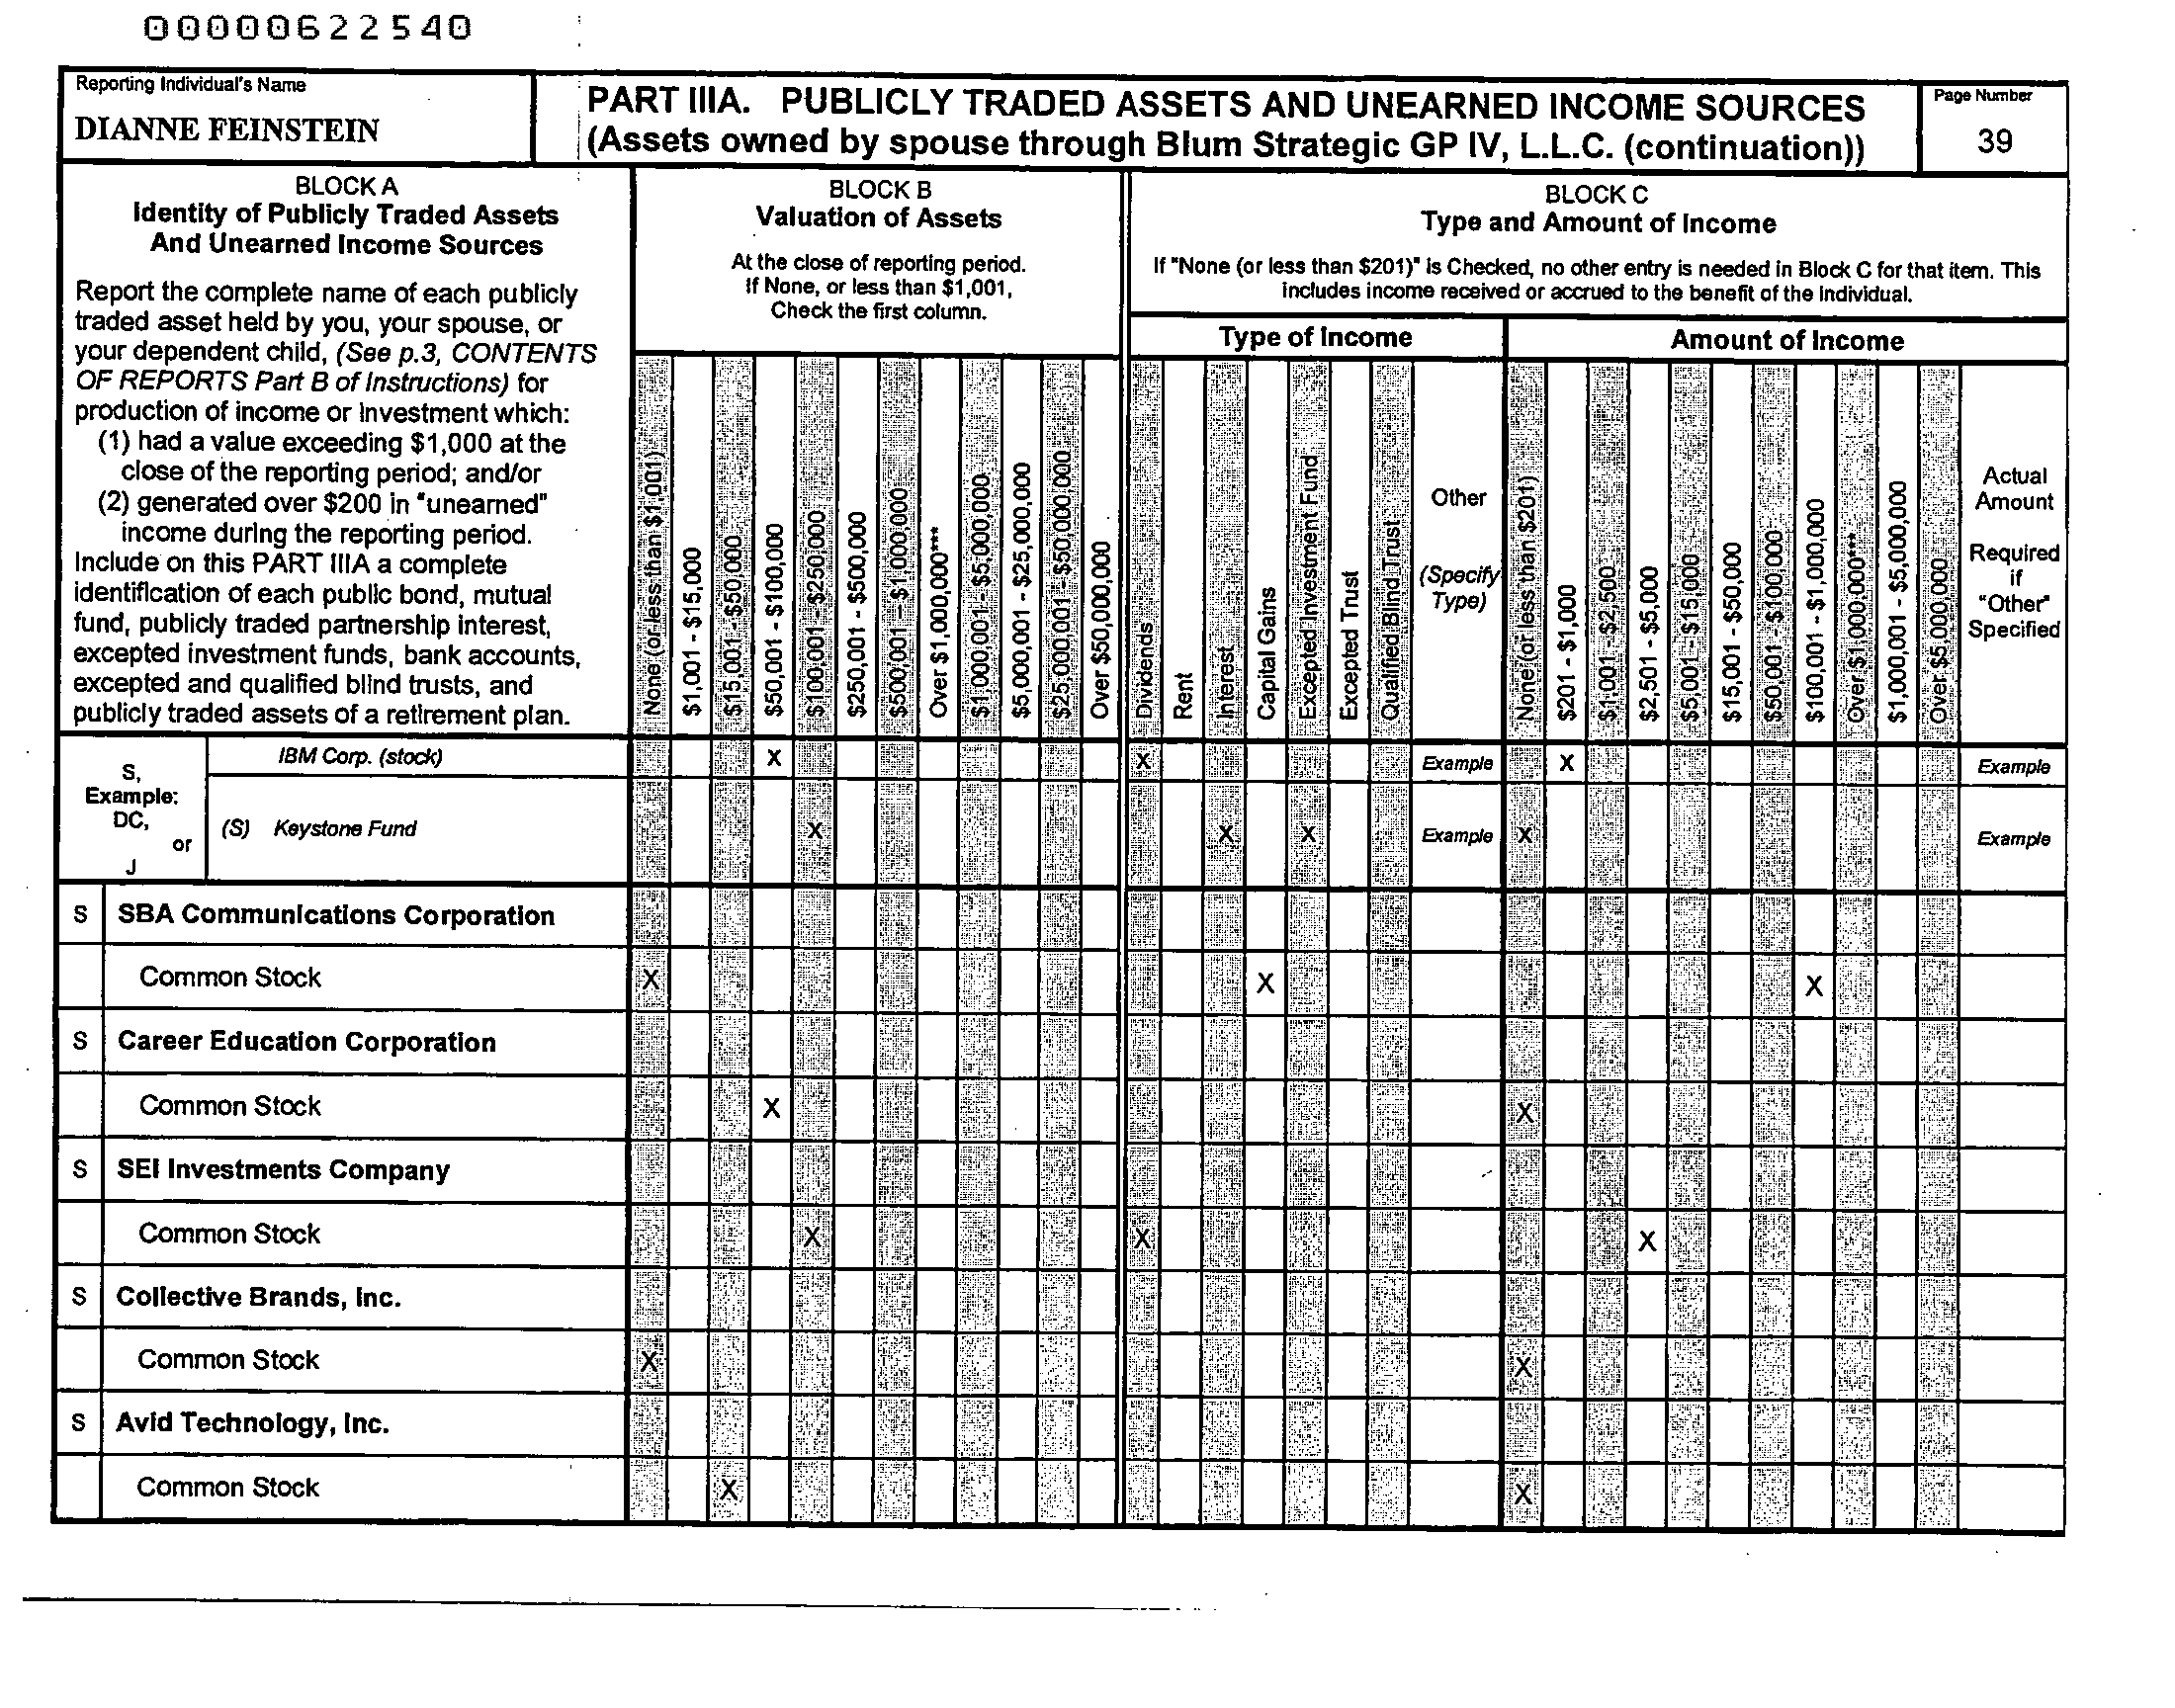 00000622540
Reporting Individual's Name
DIANNE FEINSTEIN
PART IIIA. PUBLICLY TRADED ASSETS AND UNEARNED INCOME SOURCES
(Assets owned by spouse through Blum Strategic GP IV, L.L.C. (continuation))
Page Number
39
BLOCK A
Identity of Publicly Traded Assets
And Unearned Income Sources
Report the complete name of each publicly
traded asset held by you, your spouse, or
your dependent child, (See p.3, CONTENTS
OF REPORTS Part B of Instructions) for
production of income or investment which:
(1) had a value exceeding $1,000 at the
close of the reporting period; and/or
(2) generated over $200 in "unearned"
income during the reporting period.
Include on this PART IIIA a complete
identification of each public bond, mutual
fund, publicly traded partnership interest,
excepted investment funds, bank accounts,
excepted and qualified blind trusts, and
publicly traded assets of a retirement plan.
BLOCK B
Valuation of Assets
At the close of reporting period.
If None, or less than $1,001,
Check the first column.
None (or less than $1,001)
$1,001 - $15,000
$15,001 - $50,000
$50,001 - $100,000
$100,001 - $250,000
$250,001 - $500,000
$500,001 - $1,000,000
Over $1,000,000***
$1,000,001 - $5,000,000
$5,000,001 - $25,000,000
$25,000,001 - $50,000,000
Over $50,000,000
BLOCK C
Type and Amount of Income
If "None (or less than $201)" is Checked, no other entry is needed in Block C for that item. This
includes income received or accrued to the benefit of the individual.
Type of Income
Dividends
Rent
Interest
Capital Gains
Excepted Investment Fund
Excepted Trust
Qualified Blind Trust
Other
(Specify
Type)
Amount of Income
None (or less than $201)
$201 - $1,000
$1,001 - $2,500
$2,501 - $5,000
$5,001 - $15,000
$15,001 - $50,000
$50,001 - $100,000
$100,001 - $1,000,000
Over $1,000,000***
$1,000,001 - $5,000,000
Over $5,000,000
Actual
Amount
Required
if
"Other"
Specified
S,
Example:
DC,
or
J
IBM Corp. (stock) X X Example X Example
(S) Keystone Fund X X X Example X Example
S SBA Communications Corporation
Common Stock X X X
S Career Education Corporation
Common Stock X X
S SEI Investments Company
Common Stock X X X
S Collective Brands, Inc.
Common Stock X X
S Avid Technology, Inc.
Common Stock X X